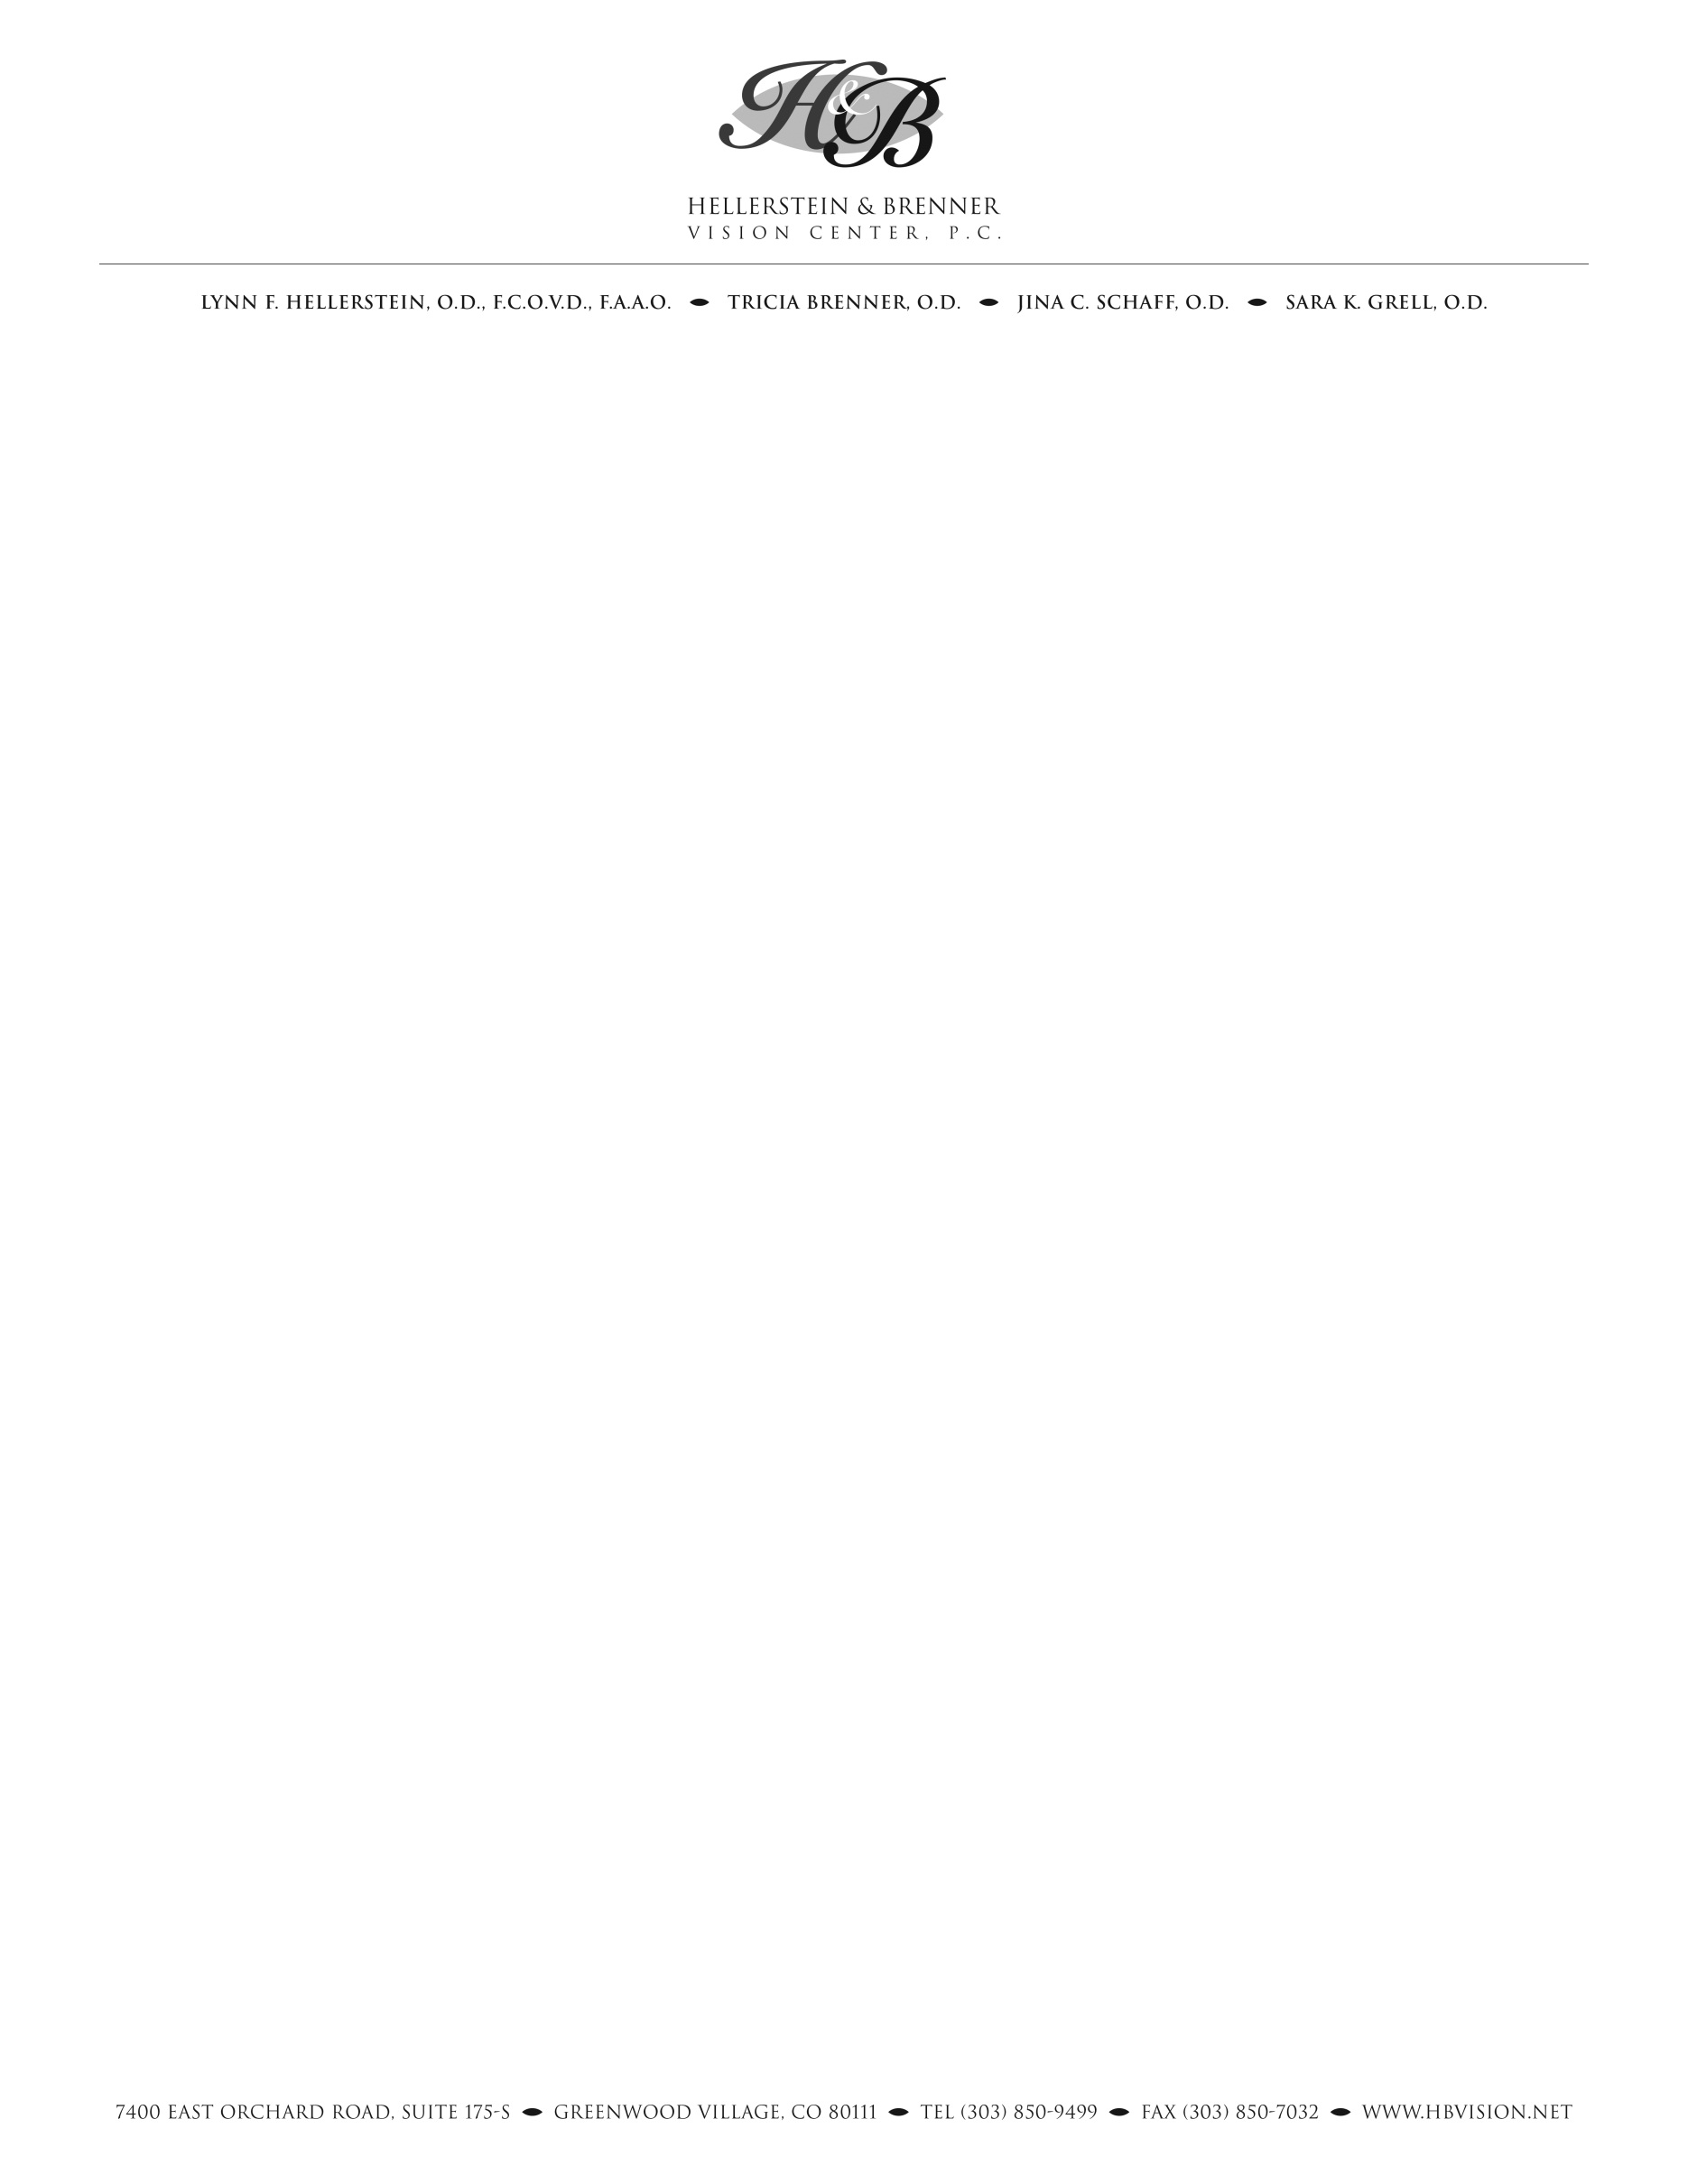 H&B
HELLERSTEIN & BRENNER
VISION CENTER, P.C.
LYNN F. HELLERSTEIN, O.D., F.C.O.V.D., F.A.A.O. TRICIA BRENNER, O.D. JINA C. SCHAFF, O.D. SARA K. GRELL, O.D.
7400 EAST ORCHARD ROAD, SUITE 175-S GREENWOOD VILLAGE, CO 80111 TEL (303) 850-9499 FAX (303) 850-7032 WWW.HBVISION.NET